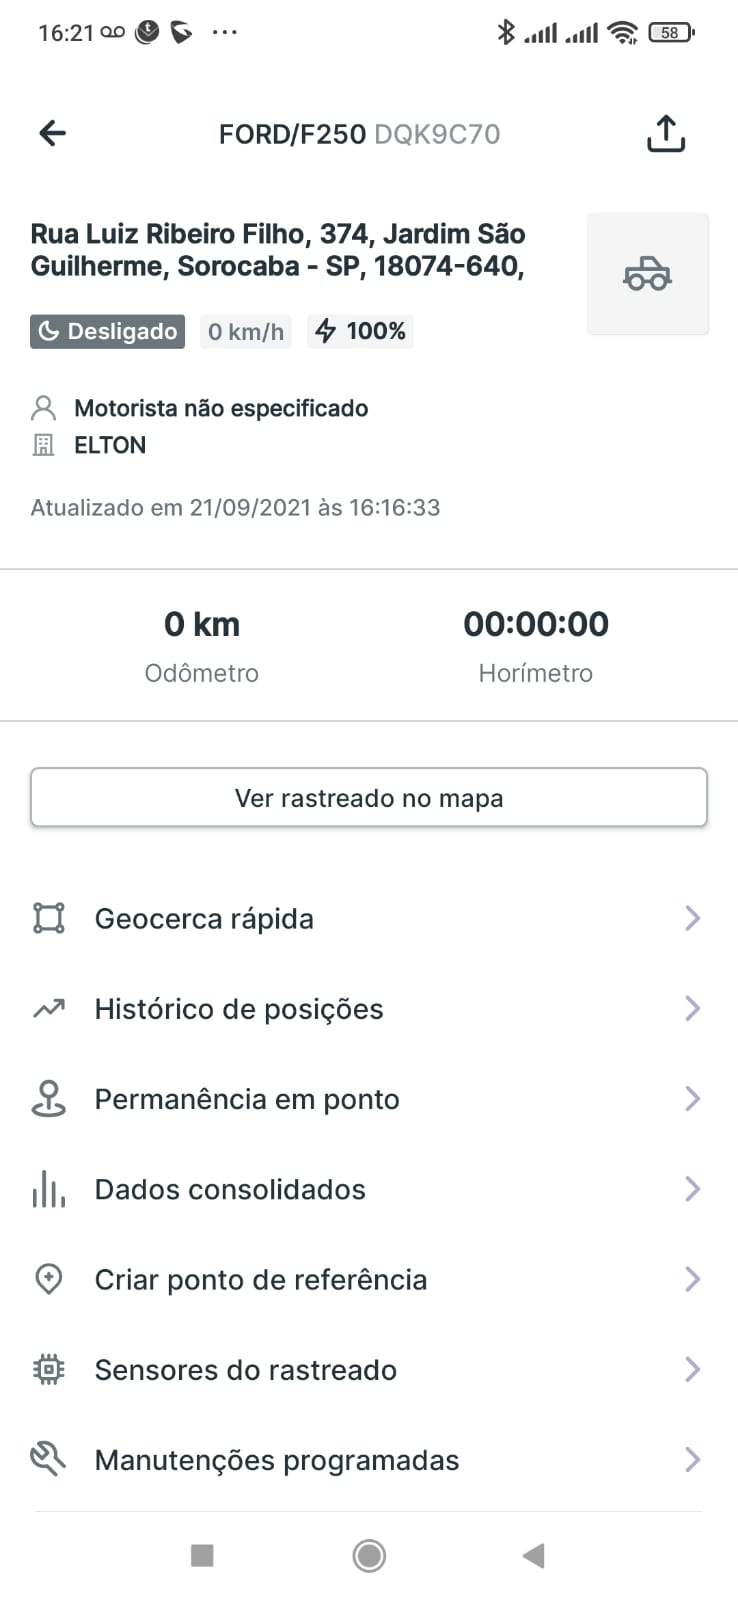 16:21
58
FORD/F250 DQK9C70
Rua Luiz Ribeiro Filho, 374, Jardim São
Guilherme, Sorocaba - SP, 18074-640,
Desligado 0 km/h 100%
Motorista não especificado
ELTON
Atualizado em 21/09/2021 às 16:16:33
0 km 00:00:00
Odômetro Horímetro
Ver rastreado no mapa
Geocerca rápida
Histórico de posições
Permanência em ponto
Dados consolidados
Criar ponto de referência
Sensores do rastreado
Manutenções programadas